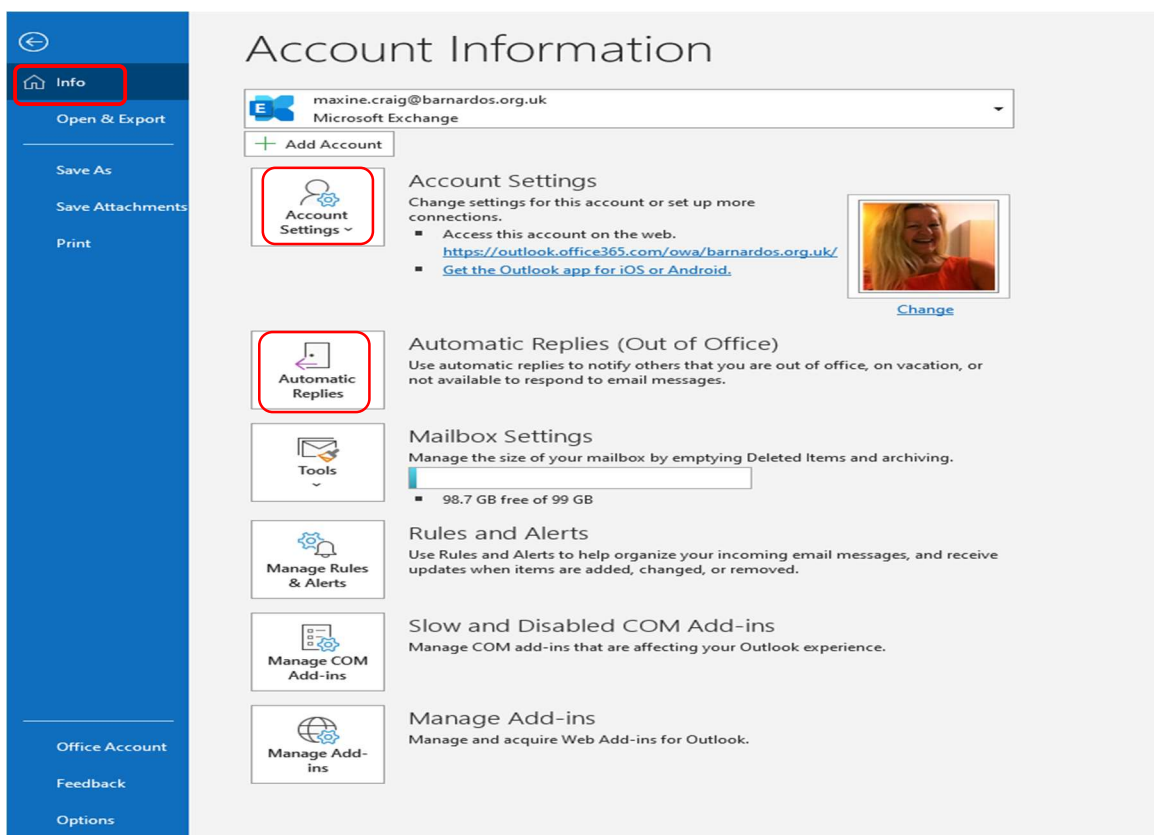 Account Information
Info
Open & Export
Save As
Save Attachments
Print
Office Account
Feedback
Options
maxine.craig@barnardos.org.uk
Microsoft Exchange
Add Account
Account
Settings
Account Settings
Change settings for this account or set up more
connections.
▪ Access this account on the web.
https://outlook.office365.com/owa/barnardos.org.uk/
▪ Get the Outlook app for iOS or Android.
Change
Automatic
Replies
Automatic Replies (Out of Office)
Use automatic replies to notify others that you are out of office, on vacation, or
not available to respond to email messages.
Tools
Mailbox Settings
Manage the size of your mailbox by emptying Deleted Items and archiving.
▪ 98.7 GB free of 99 GB
Manage Rules
& Alerts
Rules and Alerts
Use Rules and Alerts to help organize your incoming email messages, and receive
updates when items are added, changed, or removed.
Manage COM
Add-ins
Slow and Disabled COM Add-ins
Manage COM add-ins that are affecting your Outlook experience.
Manage Add-
ins
Manage Add-ins
Manage and acquire Web Add-ins for Outlook.